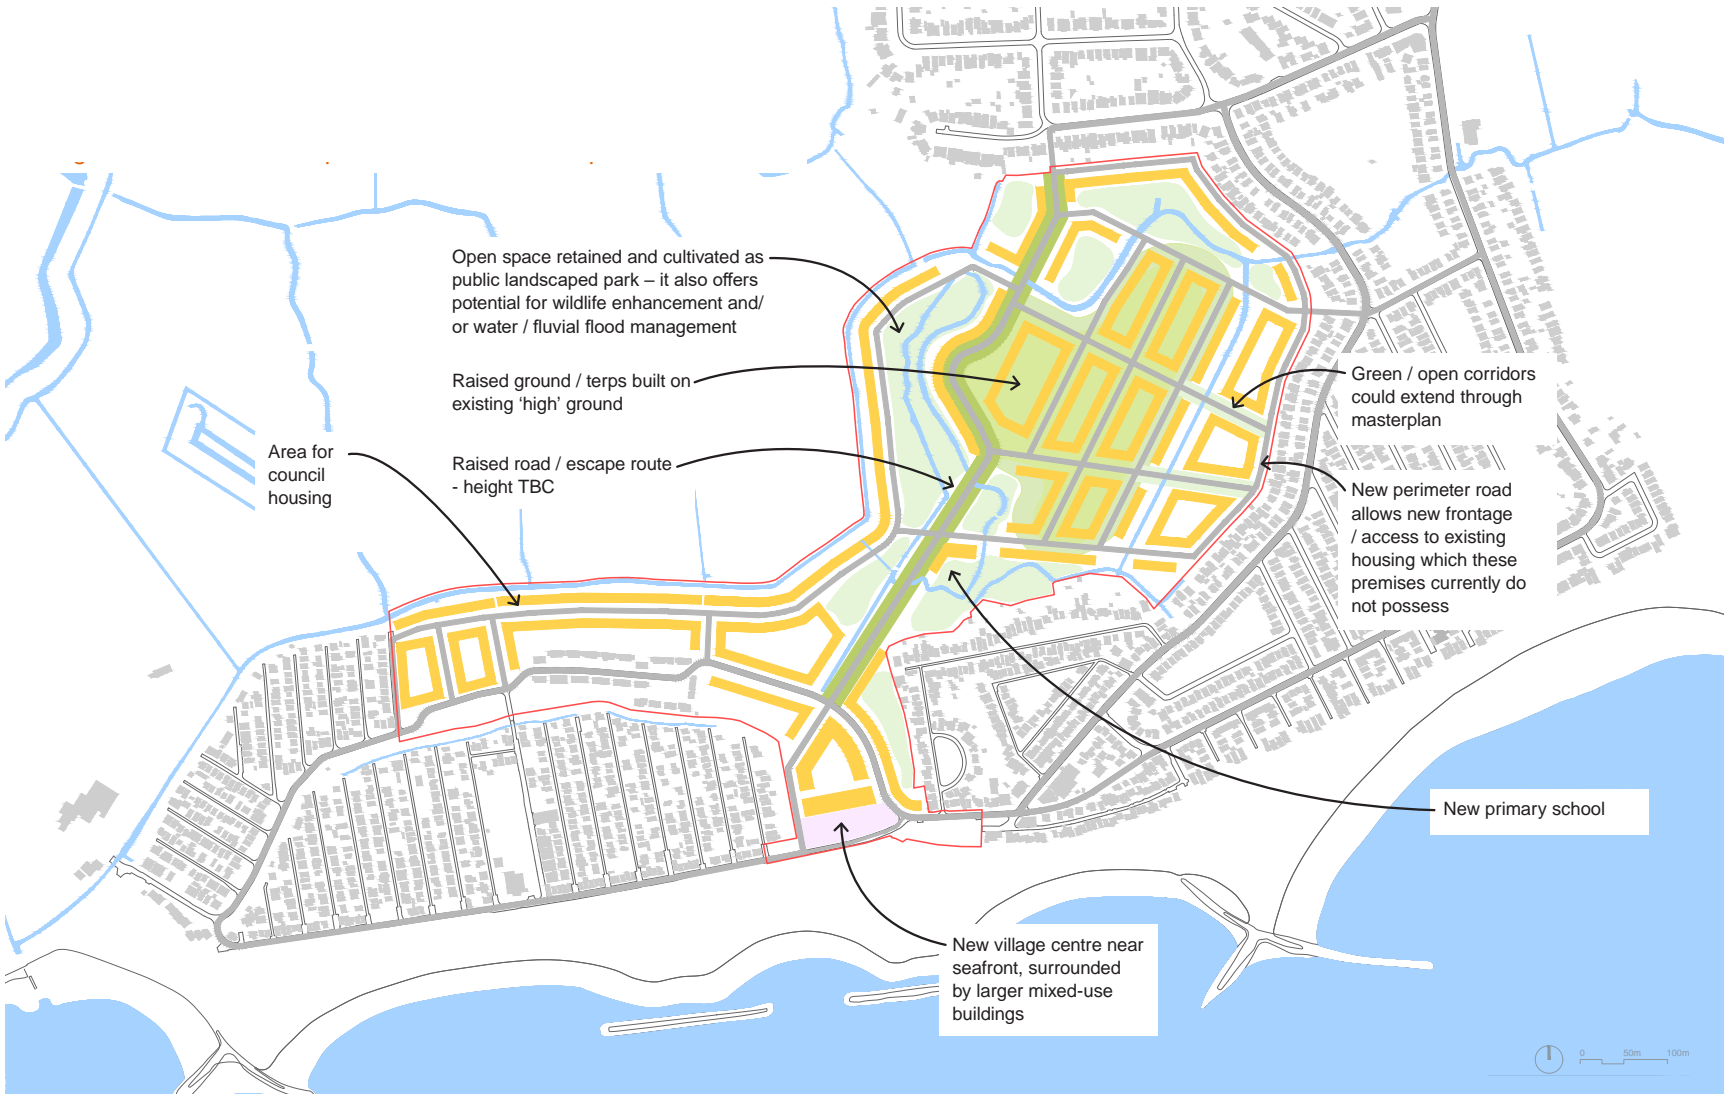 Open space retained and cultivated as
public landscaped park – it also offers
potential for wildlife enhancement and/
or water / fluvial flood management
Raised ground / terps built on
existing ‘high’ ground
Raised road / escape route
- height TBC
Area for
council
housing
Green / open corridors
could extend through
masterplan
New perimeter road
allows new frontage
/ access to existing
housing which these
premises currently do
not possess
New primary school
New village centre near
seafront, surrounded
by larger mixed-use
buildings
0 50m 100m